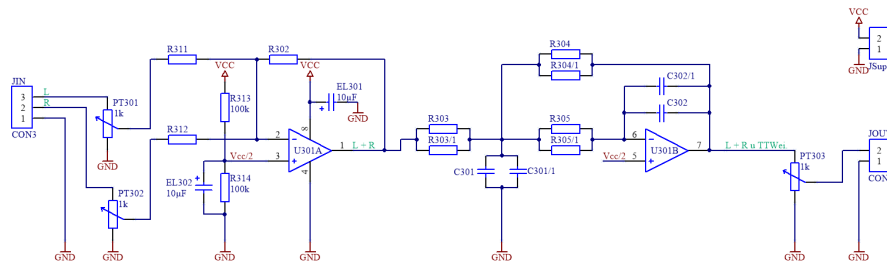 VCC
R304
R311
R302
2
1
VCC
VCC
R304/1
JSup
GND
C302/1
EL301
10µF
JIN
R313
100k
3
2
1
L
R
PT301
1k
GND
C302
CON3
R303
R305
8
R312
2
U301A
1
L + R
R303/1
R305/1
6
U301B
7
L + R u TTWei
JOUT
2
1
CON
Vcc/2
3
Vcc/2
5
PT303
1k
GND
4
C301
C301/1
EL302
10µF
R314
100k
PT302
1k
GND
GND
GND
GND
GND
GND
GND